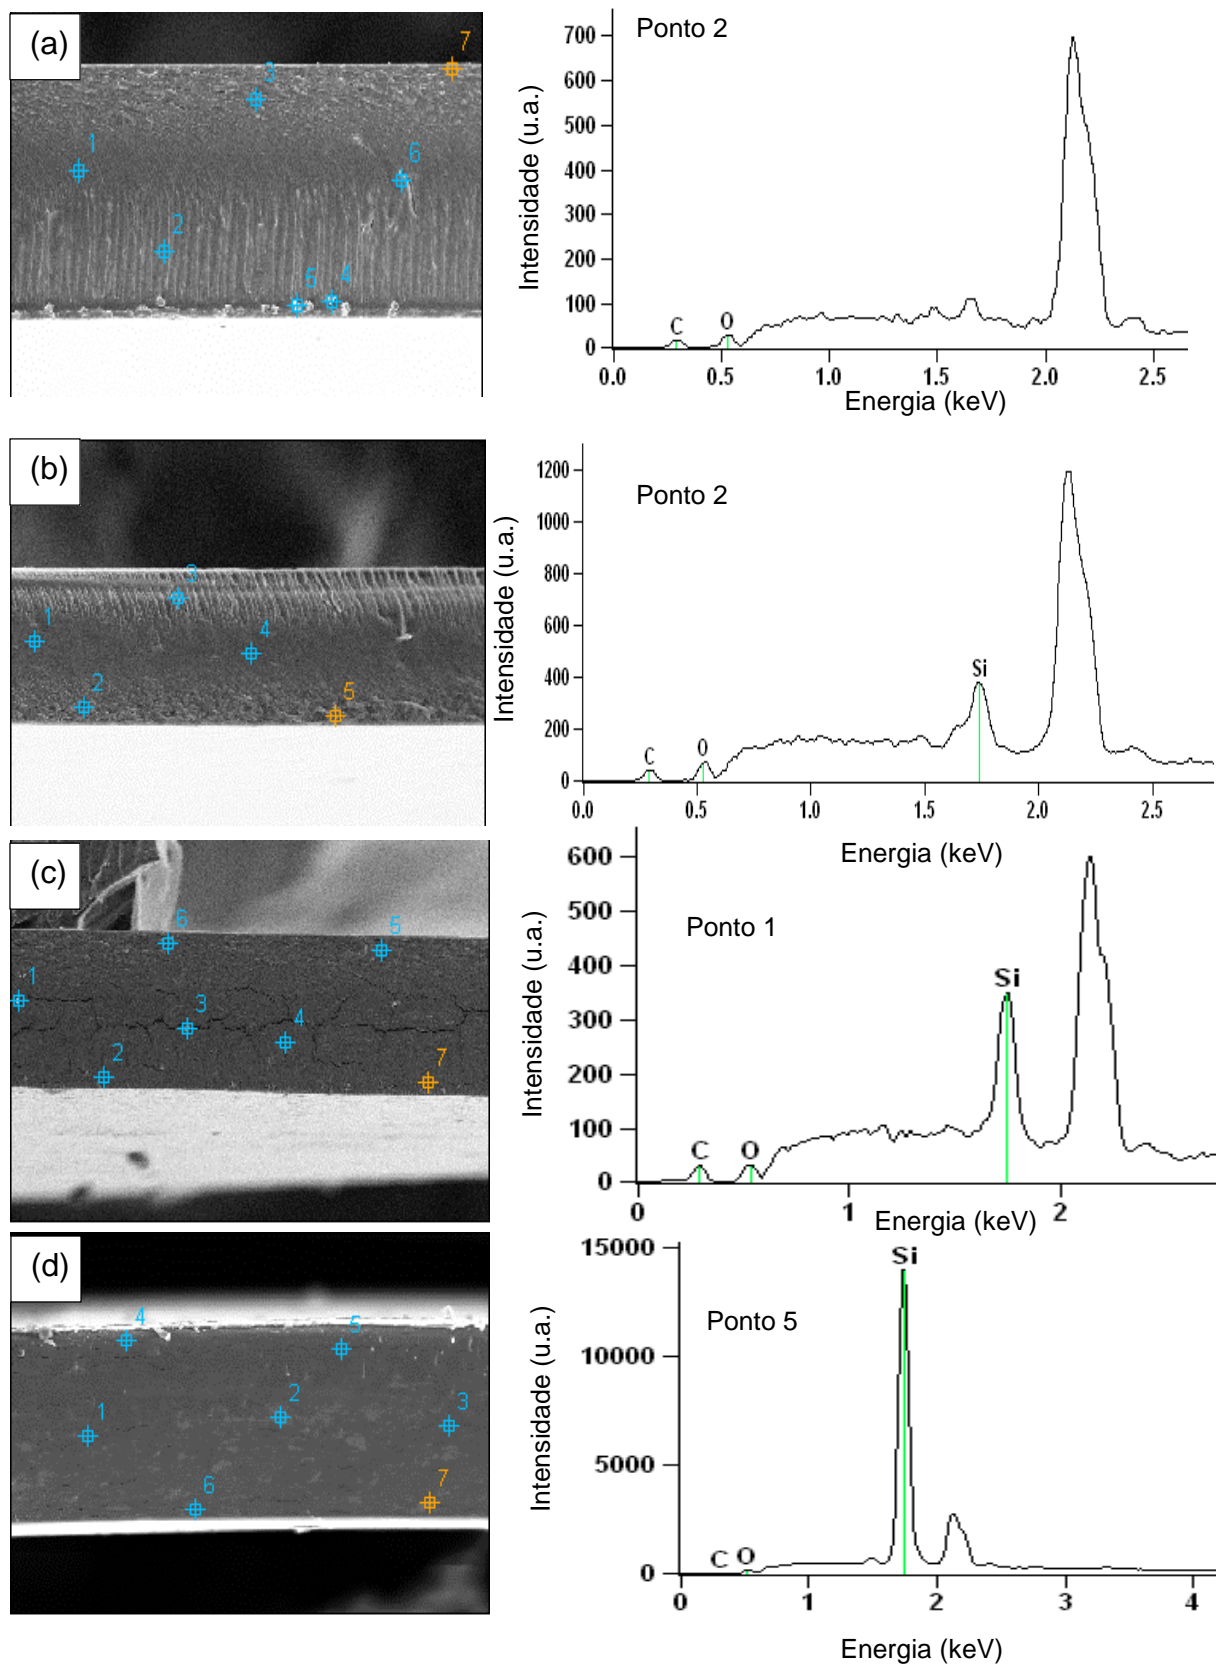 (a)
7
3
1
6
2
5
4
Ponto 2
Intensidade (u.a.)
700
600
500
400
300
200
100
0
C
O
0.0
0.5
1.0
1.5
2.0
2.5
Energia (keV)
(b)
3
1
4
2
5
Ponto 2
Intensidade (u.a.)
1200
1000
800
600
400
200
0
C
O
Si
0.0
0.5
1.0
1.5
2.0
2.5
Energia (keV)
(c)
6
5
1
3
4
2
7
Ponto 1
Intensidade (u.a.)
600
500
400
300
200
100
0
C
O
Si
0
1
2
Energia (keV)
(d)
4
5
2
3
1
6
7
Ponto 5
Intensidade (u.a.)
15000
10000
5000
0
C
O
Si
0
1
2
3
4
Energia (keV)